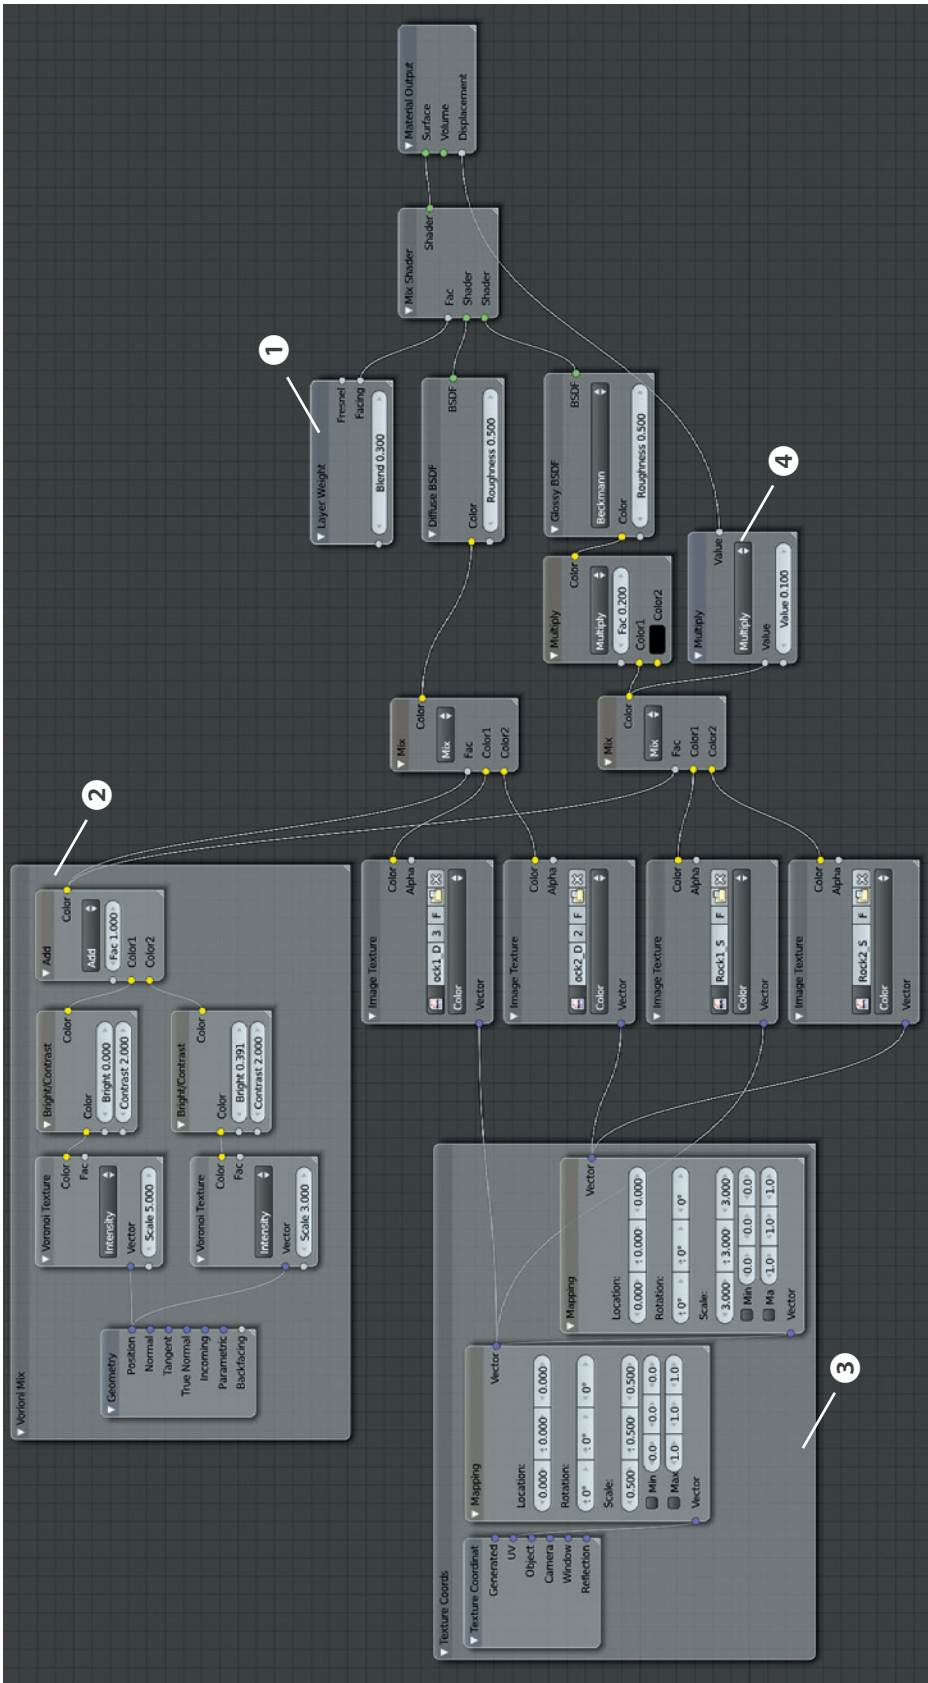 Vorioni Mix
Geometry
Position
Normal
Tangent
True Normal
Incoming
Parametric
Backfacing
Voronoi Texture
Color
Fac
Intensity
Vector
Scale 5.000
Voronoi Texture
Color
Fac
Intensity
Vector
Scale 3.000
Bright/Contrast
Color
Color
Bright 0.000
Contrast 2.000
Bright/Contrast
Color
Color
Bright 0.391
Contrast 2.000
Add
Color
Add
Fac 1.000
Color1
Color2
2
Texture Coords
Texture Coordinat
Generated
UV
Object
Camera
Window
Reflection
Mapping
Vector
Location:
0.000 0.000 0.000
Rotation:
0° 0° 0°
Scale:
0.500 0.500 0.500
Min 0.0 0.0 0.0
Max 1.0 1.0 1.0
Vector
Mapping
Vector
Location:
0.000 0.000 0.000
Rotation:
0° 0° 0°
Scale:
3.000 3.000 3.000
Min 0.0 0.0 0.0
Ma 1.0 1.0 1.0
Vector
3
Image Texture
Color
Alpha
ock1_D 3 F
Color
Vector
Image Texture
Color
Alpha
ock2_D 2 F
Color
Vector
Image Texture
Color
Alpha
Rock1_S F
Color
Vector
Image Texture
Color
Alpha
Rock2_S F
Color
Vector
Mix
Color
Mix
Fac
Color1
Color2
Mix
Color
Mix
Fac
Color1
Color2
Layer Weight
Fresnel
Facing
Blend 0.300
1
Diffuse BSDF
BSDF
Color
Roughness 0.500
Multiply
Color
Multiply
Fac 0.200
Color1
Color2
Glossy BSDF
BSDF
Beckmann
Color
Roughness 0.500
Multiply
Value
Multiply
Value
Value 0.100
4
Mix Shader
Shader
Fac
Shader
Shader
Material Output
Surface
Volume
Displacement